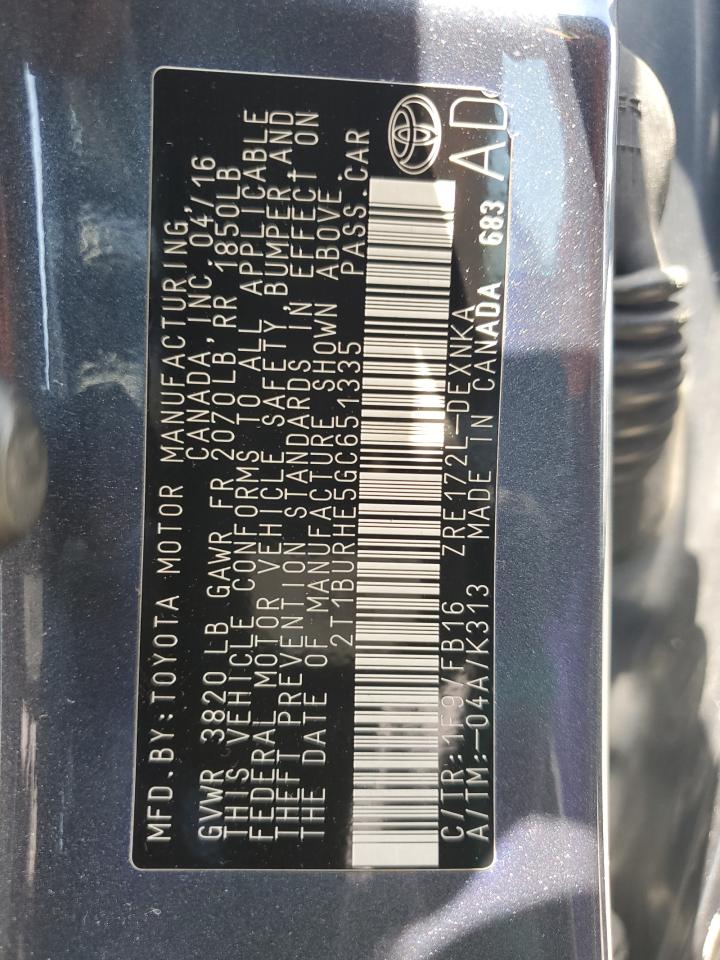 MFD.BY:TOYOTA MOTOR MANUFACTURING,
CANADA, INC 04/16
GVWR 3820 LB GAWR FR 2070LB, RR 1850LB
THIS VEHICLE CONFORMS TO ALL APPLICABLE
FEDERAL MOTOR VEHICLE SAFETY, BUMPER, AND
THEFT PREVENTION STANDARDS IN EFFECT ON
THE DATE OF MANUFACTURE SHOWN ABOVE.
2T1BURHE5GC651335 PASS.CAR
C/TR:1F9/FB16 ZRE172L-DEXNKA
A/TM:-04A/K313 MADE IN CANADA 683
AD